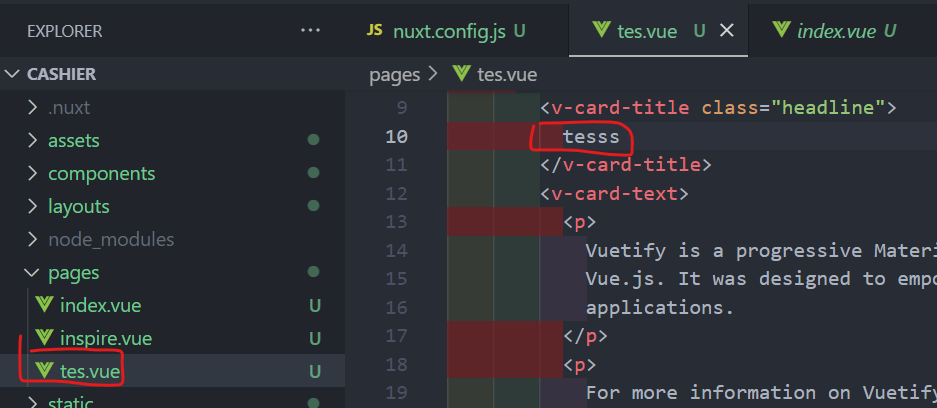 EXPLORER ...
CASHIER
.nuxt
assets
components
layouts
node_modules
pages
index.vue U
inspire.vue U
tes.vue U
static
JS nuxt.config.js U
tes.vue U
index.vue U
pages > tes.vue
9 <v-card-title class="headline">
10 tesss
11 </v-card-title>
12 <v-card-text>
13 <p>
14 Vuetify is a progressive Materi
15 Vue.js. It was designed to empo
16 applications.
17 </p>
18 <p>
19 For more information on Vuetify